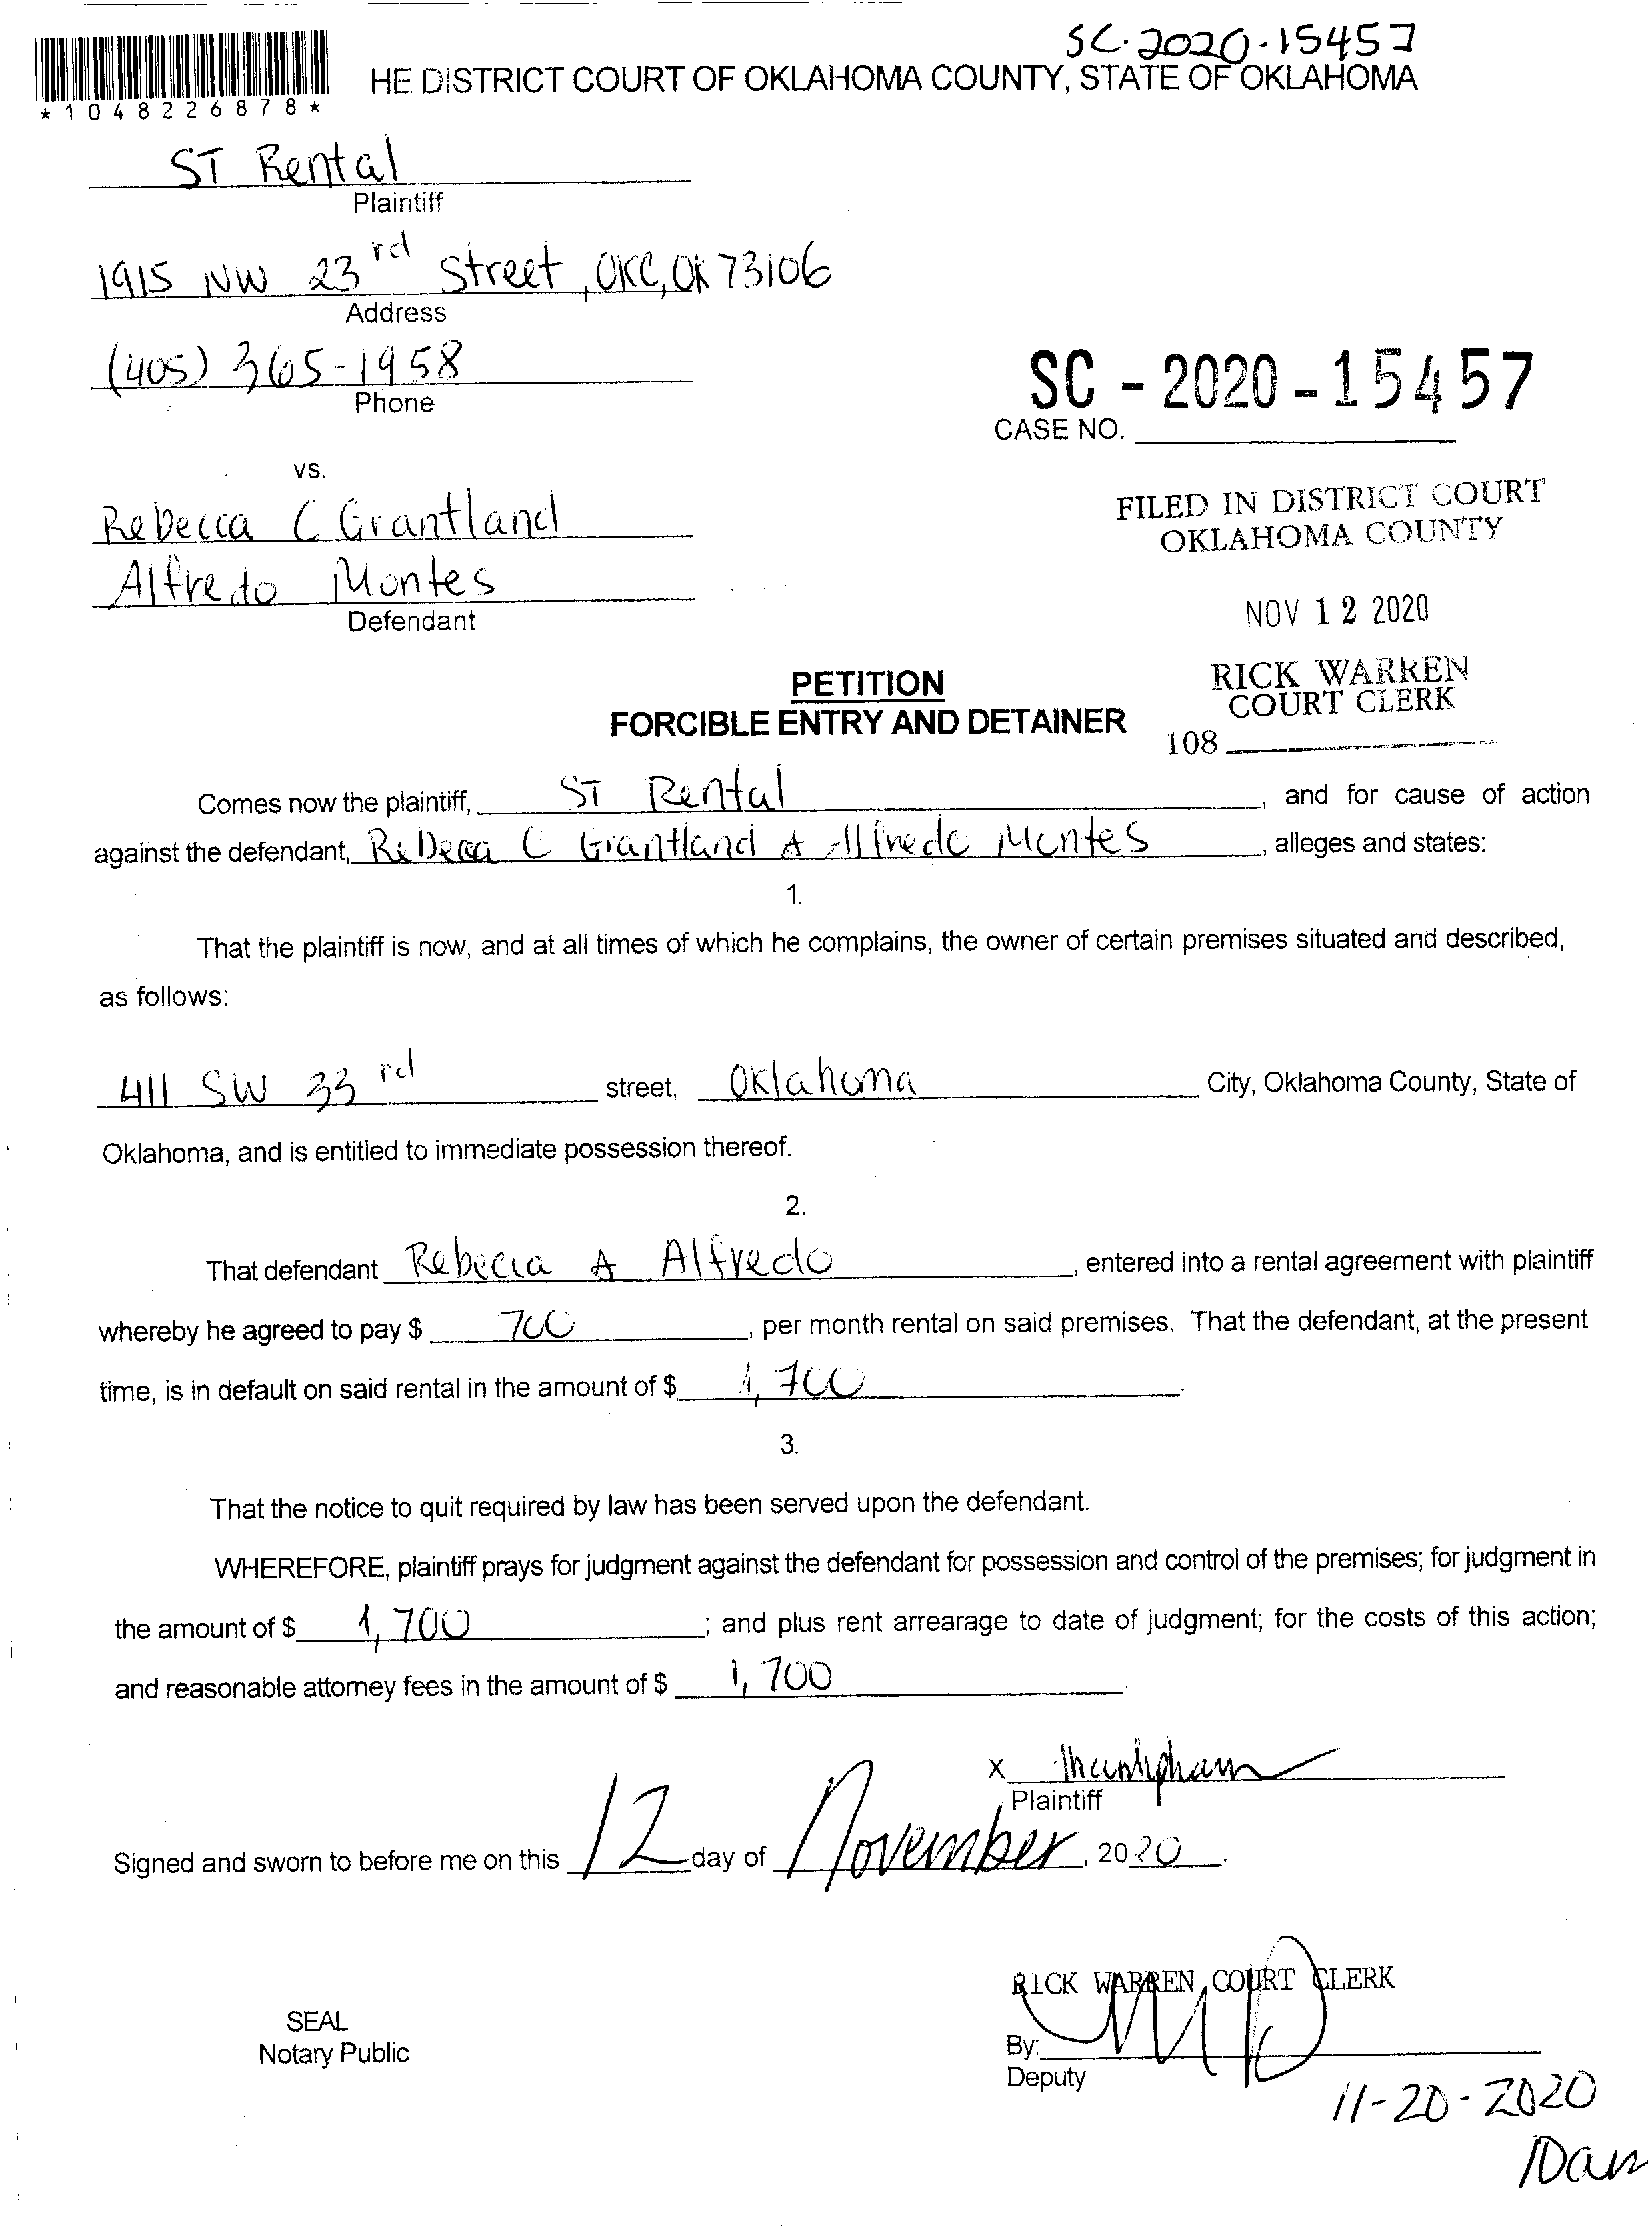 SC-2020-15457
HE DISTRICT COURT OF OKLAHOMA COUNTY, STATE OF OKLAHOMA
*1048226878*
ST Rental
Plaintiff
1915 NW 23rd Street, OKC, OK 73106
Address
(405) 365-1958
Phone
SC - 2020 - 15457
CASE NO.
vs.
Rebecca C Grantland
Alfredo Montes
Defendant
FILED IN DISTRICT COURT
OKLAHOMA COUNTY
NOV 12 2020
RICK WARREN
COURT CLERK
108
PETITION
FORCIBLE ENTRY AND DETAINER
Comes now the plaintiff, ST Rental, and for cause of action
against the defendant, Rebecca C Grantland & Alfredo Montes, alleges and states:
1.
That the plaintiff is now, and at all times of which he complains, the owner of certain premises situated and described,
as follows:
411 SW 33rd street, Oklahoma City, Oklahoma County, State of
Oklahoma, and is entitled to immediate possession thereof.
2.
That defendant Rebecca & Alfredo, entered into a rental agreement with plaintiff
whereby he agreed to pay $ 700, per month rental on said premises. That the defendant, at the present
time, is in default on said rental in the amount of $ 1,700.
3.
That the notice to quit required by law has been served upon the defendant.
WHEREFORE, plaintiff prays for judgment against the defendant for possession and control of the premises; for judgment in
the amount of $ 1,700; and plus rent arrearage to date of judgment; for the costs of this action;
and reasonable attorney fees in the amount of $ 1,700.
X
Plaintiff
Signed and sworn to before me on this 12 day of November, 2020.
RICK WARREN, COURT CLERK
SEAL
Notary Public
By:
Deputy
11-20-2020